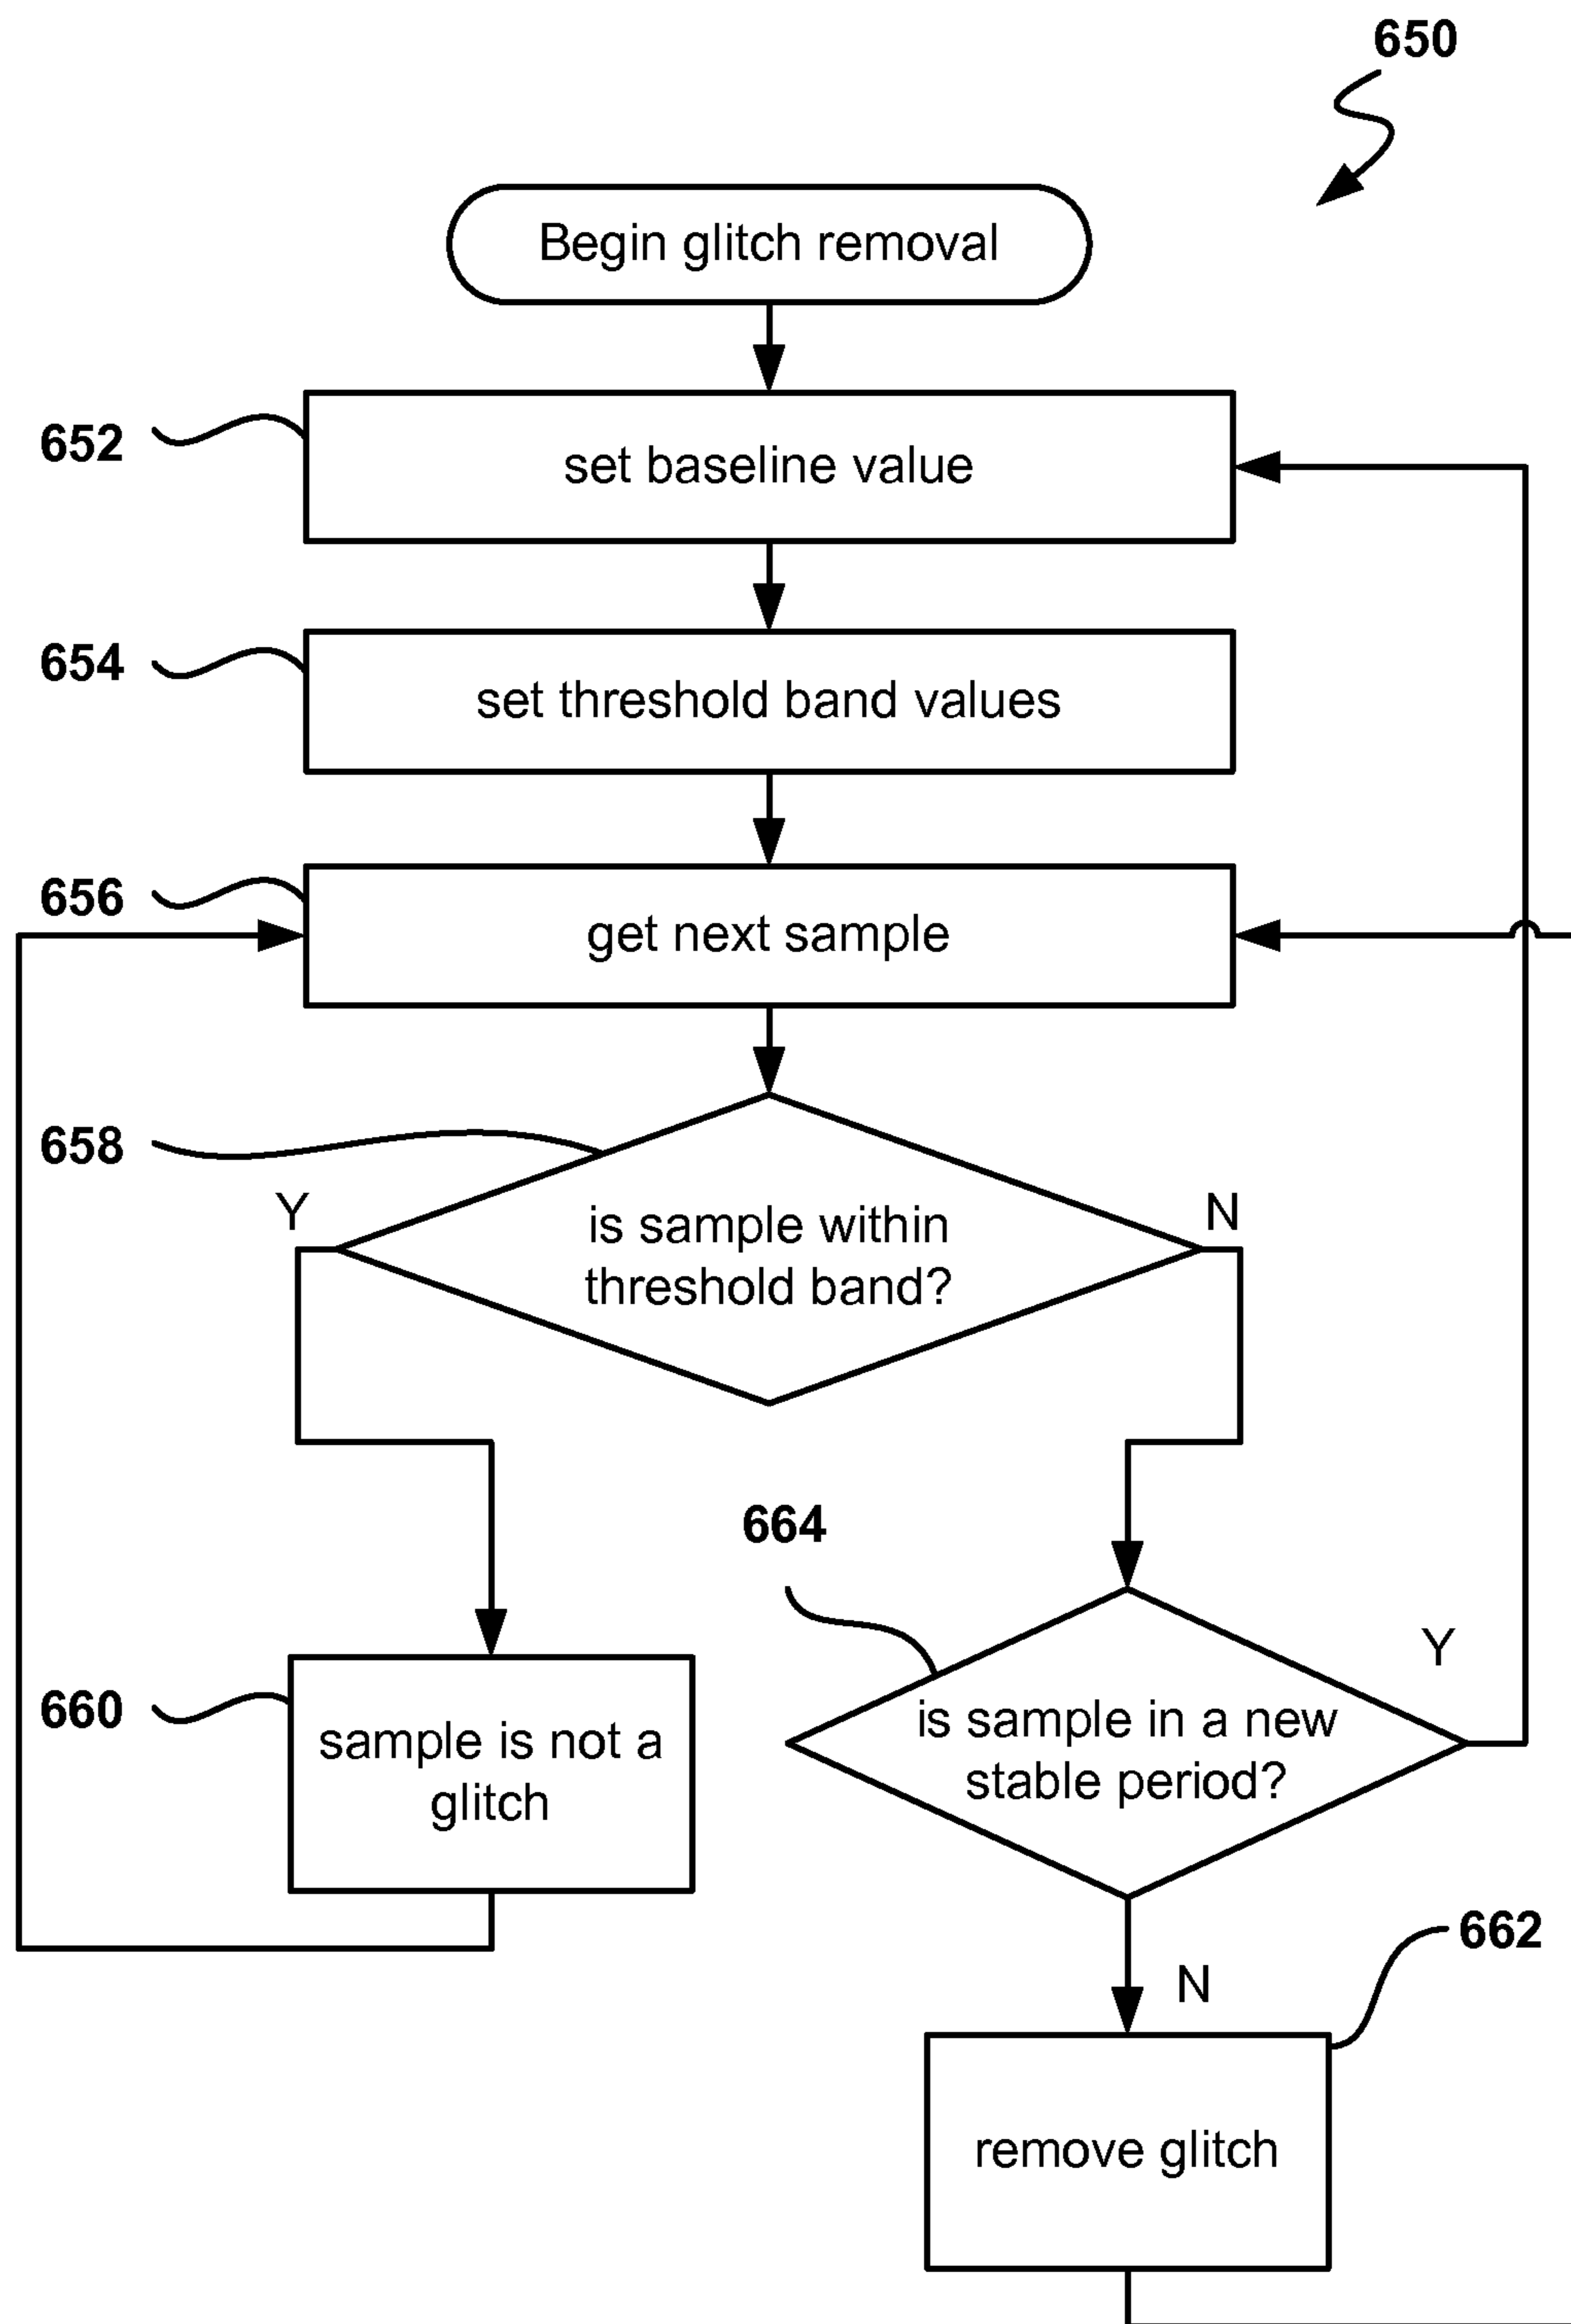 650
Begin glitch removal
652
set baseline value
654
set threshold band values
656
get next sample
658
Y
N
is sample within
threshold band?
664
Y
660
sample is not a
glitch
is sample in a new
stable period?
662
N
remove glitch